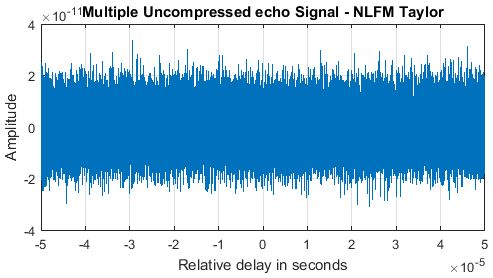 ×10⁻¹¹ Multiple Uncompressed echo Signal - NLFM Taylor
4
2
0
-2
-4
Amplitude
-5 -4 -3 -2 -1 0 1 2 3 4 5
Relative delay in seconds
×10⁻⁵